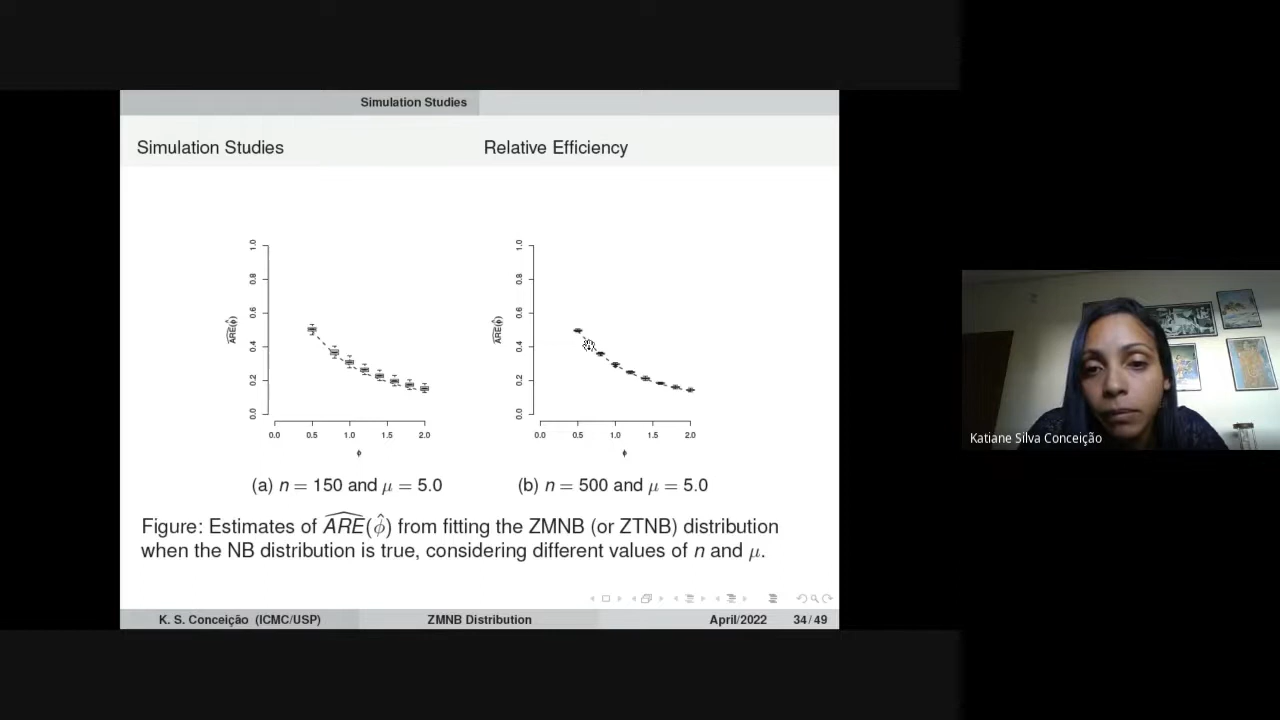 Simulation Studies
Simulation Studies
Relative Efficiency
1.0
0.8
0.6
0.4
0.2
0.0
ARE(φ̂)
0.0 0.5 1.0 1.5 2.0
φ
1.0
0.8
0.6
0.4
0.2
0.0
ARE(φ̂)
0.0 0.5 1.0 1.5 2.0
φ
(a) n = 150 and μ = 5.0
(b) n = 500 and μ = 5.0
Figure: Estimates of ARE(φ̂) from fitting the ZMNB (or ZTNB) distribution
when the NB distribution is true, considering different values of n and μ.
K. S. Conceição (ICMC/USP)
ZMNB Distribution
April/2022
34 / 49
Katiane Silva Conceição